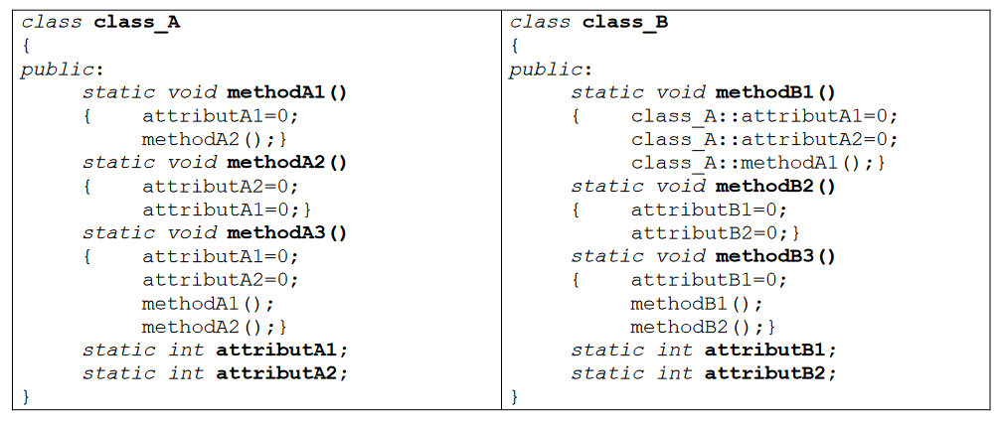 class class_A
{
public:
static void methodA1()
{ attributA1=0;
methodA2();}
static void methodA2()
{ attributA2=0;
attributA1=0;}
static void methodA3()
{ attributA1=0;
attributA2=0;
methodA1();
methodA2();}
static int attributA1;
static int attributA2;
}
class class_B
{
public:
static void methodB1()
{ class_A::attributA1=0;
class_A::attributA2=0;
class_A::methodA1();}
static void methodB2()
{ attributB1=0;
attributB2=0;}
static void methodB3()
{ attributB1=0;
methodB1();
methodB2();}
static int attributB1;
static int attributB2;
}